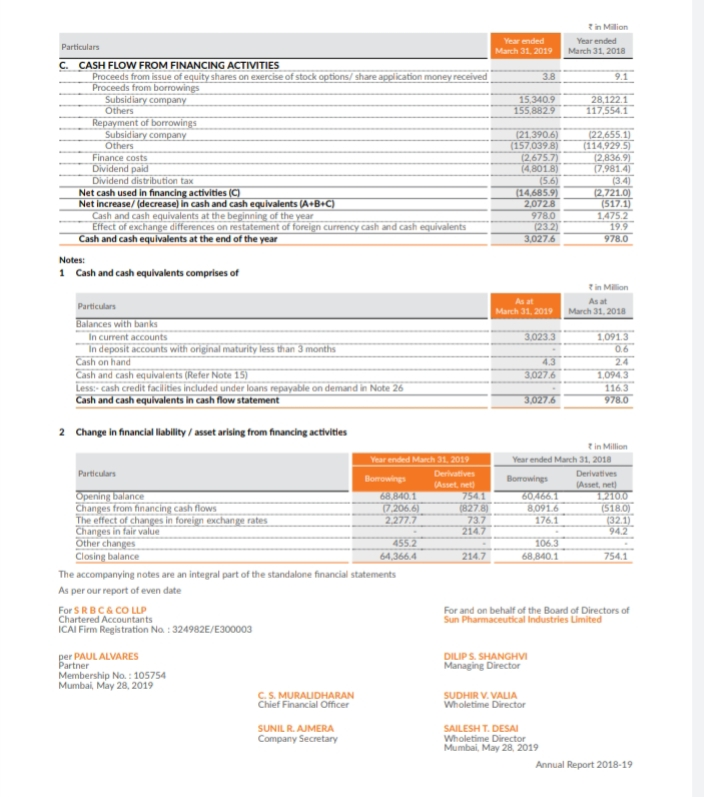 ₹ in Million
Particulars Year ended March 31, 2019 Year ended March 31, 2018
C. CASH FLOW FROM FINANCING ACTIVITIES
Proceeds from issue of equity shares on exercise of stock options/ share application money received 3.8 9.1
Proceeds from borrowings
Subsidiary company 15,340.9 28,122.1
Others 155,882.9 117,554.1
Repayment of borrowings
Subsidiary company (21,390.6) (22,655.1)
Others (157,039.8) (114,929.5)
Finance costs (2,675.7) (2,836.9)
Dividend paid (4,801.8) (7,981.4)
Dividend distribution tax (5.6) (3.4)
Net cash used in financing activities (C) (14,685.9) (2,721.0)
Net increase/ (decrease) in cash and cash equivalents (A+B+C) 2,072.8 (517.1)
Cash and cash equivalents at the beginning of the year 978.0 1,475.2
Effect of exchange differences on restatement of foreign currency cash and cash equivalents (23.2) 19.9
Cash and cash equivalents at the end of the year 3,027.6 978.0
Notes:
1 Cash and cash equivalents comprises of
₹ in Million
Particulars As at March 31, 2019 As at March 31, 2018
Balances with banks
In current accounts 3,023.3 1,091.3
In deposit accounts with original maturity less than 3 months - 0.6
Cash on hand 4.3 2.4
Cash and cash equivalents (Refer Note 15) 3,027.6 1,094.3
Less:- cash credit facilities included under loans repayable on demand in Note 26 - 116.3
Cash and cash equivalents in cash flow statement 3,027.6 978.0
2 Change in financial liability / asset arising from financing activities
₹ in Million
Year ended March 31, 2019 Year ended March 31, 2018
Particulars Borrowings Derivatives (Asset, net) Borrowings Derivatives (Asset, net)
Opening balance 68,840.1 754.1 60,466.1 1,210.0
Changes from financing cash flows (7,206.6) (827.8) 8,091.6 (518.0)
The effect of changes in foreign exchange rates 2,277.7 73.7 176.1 (32.1)
Changes in fair value - 214.7 - 94.2
Other changes 455.2 - 106.3 -
Closing balance 64,366.4 214.7 68,840.1 754.1
The accompanying notes are an integral part of the standalone financial statements
As per our report of even date
For S R B C & CO LLP
Chartered Accountants
ICAI Firm Registration No. : 324982E/E300003
For and on behalf of the Board of Directors of
Sun Pharmaceutical Industries Limited
per PAUL ALVARES
Partner
Membership No. : 105754
Mumbai, May 28, 2019
DILIP S. SHANGHVI
Managing Director
C. S. MURALIDHARAN
Chief Financial Officer
SUDHIR V. VALIA
Wholetime Director
SUNIL R. AJMERA
Company Secretary
SAILESH T. DESAI
Wholetime Director
Mumbai, May 28, 2019
Annual Report 2018-19